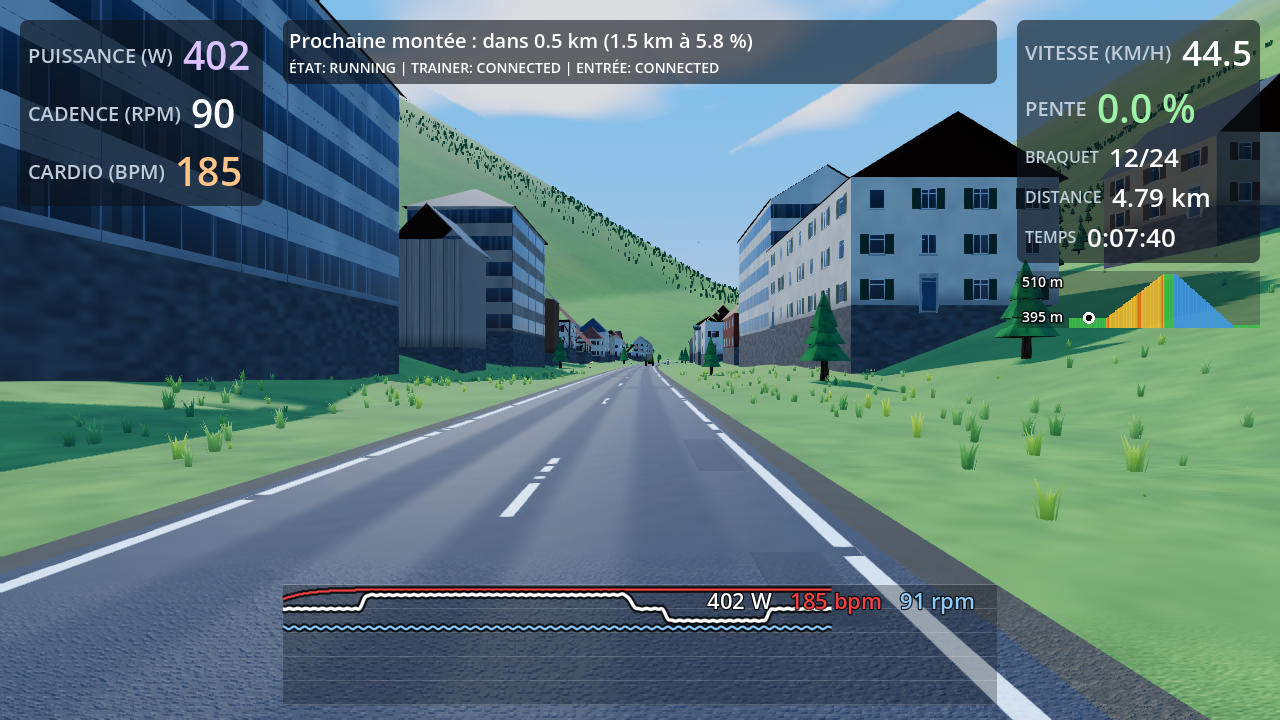 PUISSANCE (W) 402
CADENCE (RPM) 90
CARDIO (BPM) 185
Prochaine montée : dans 0.5 km (1.5 km à 5.8 %)
ÉTAT: RUNNING | TRAINER: CONNECTED | ENTRÉE: CONNECTED
VITESSE (KM/H) 44.5
PENTE 0.0 %
BRAQUET 12/24
DISTANCE 4.79 km
TEMPS 0:07:40
510 m
395 m
402 W 185 bpm 91 rpm